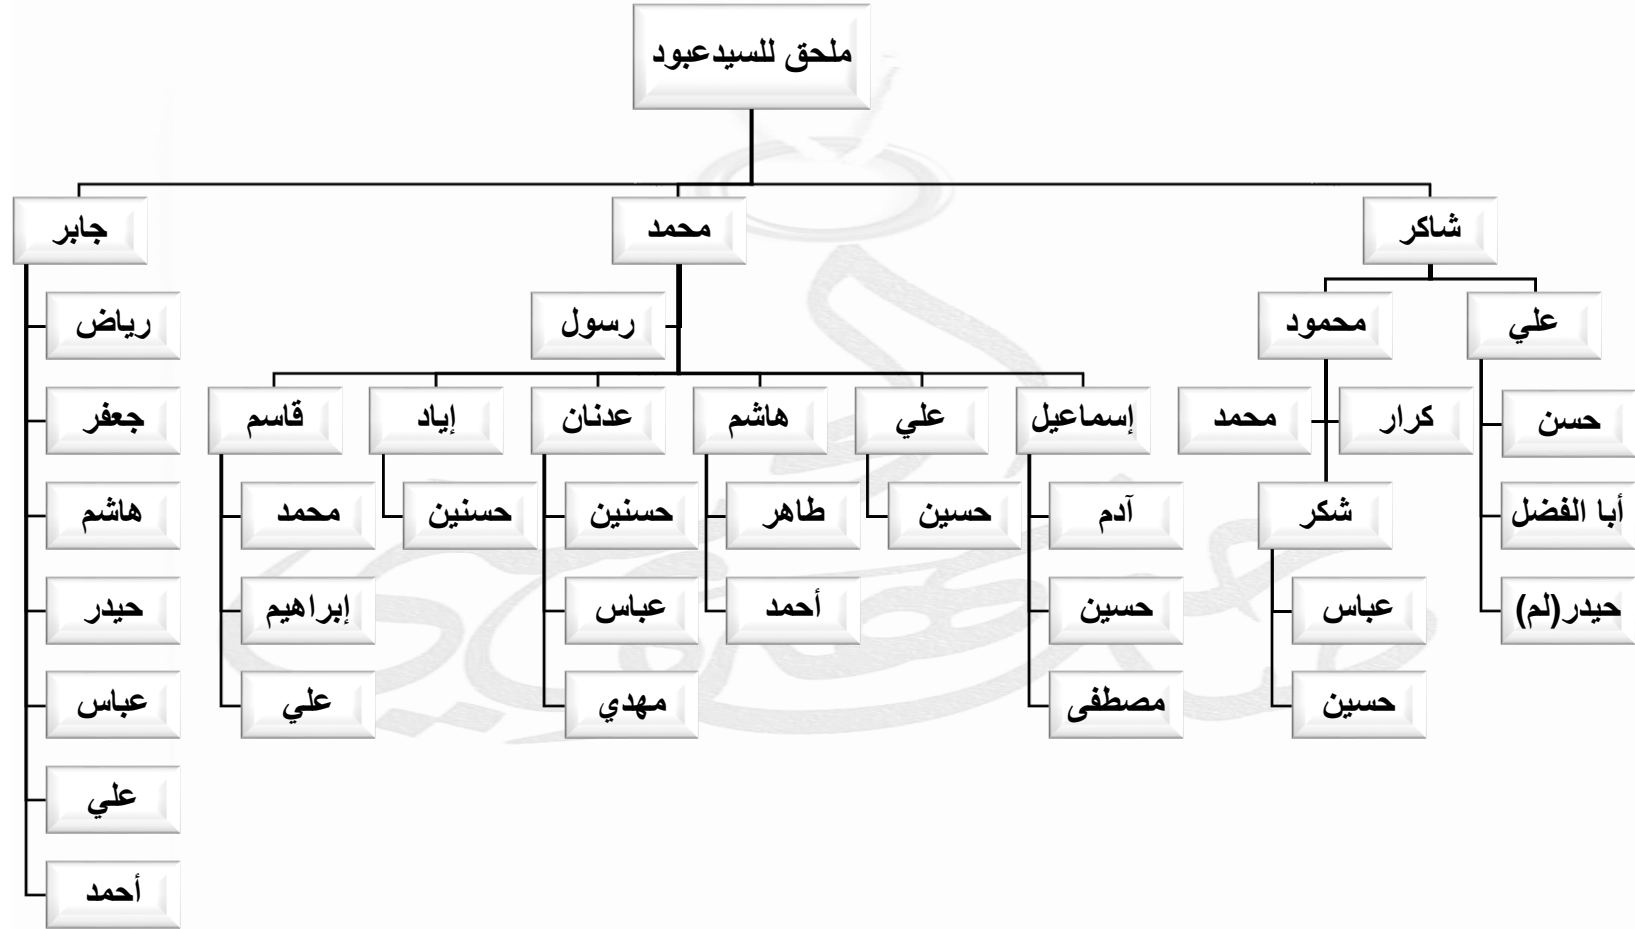 ملحق للسيدعبود
شاكر
محمد
جابر
علي
محمود
رسول
رياض
حسن
كرار
محمد
إسماعيل
علي
هاشم
عدنان
إياد
قاسم
جعفر
أبا الفضل
شكر
آدم
حسين
طاهر
حسنين
حسنين
محمد
هاشم
حيدر(لم)
عباس
حسين
أحمد
عباس
إبراهيم
حيدر
حسين
مصطفى
مهدي
علي
عباس
علي
أحمد